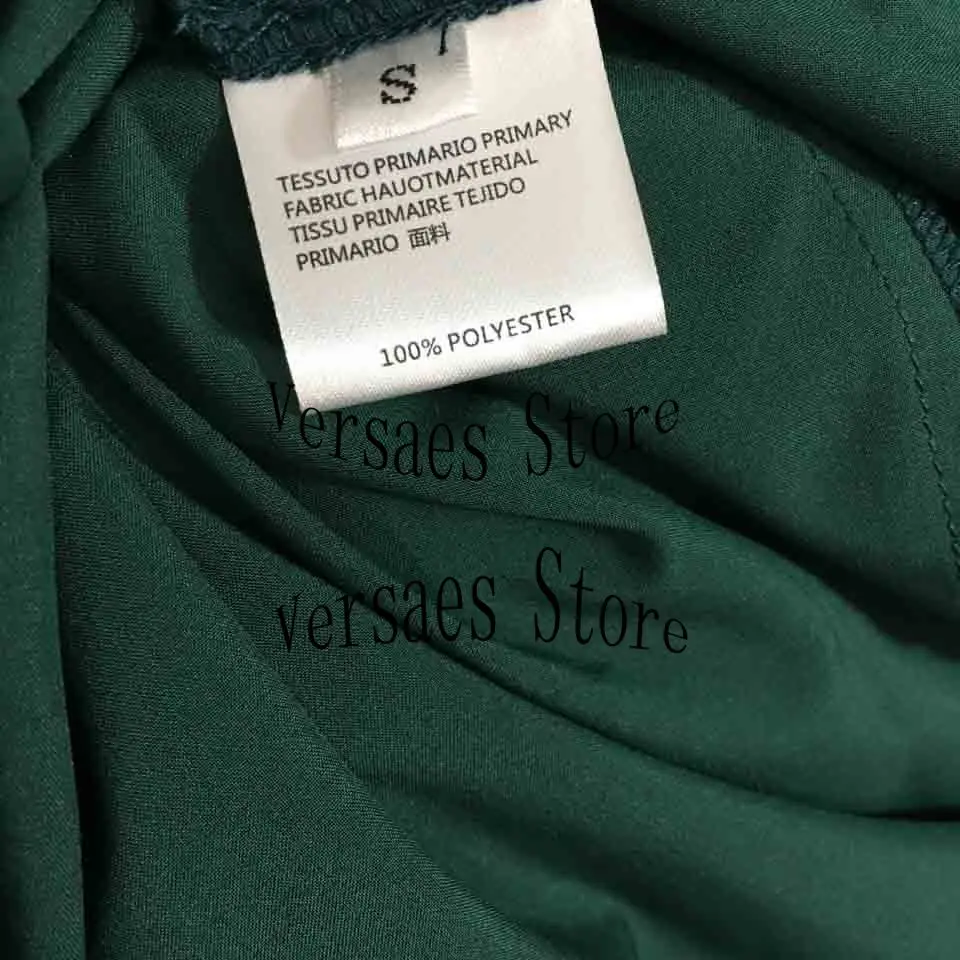 S
TESSUTO PRIMARIO PRIMARY
FABRIC HAUOTMATERIAL
TISSU PRIMAIRE TEJIDO
PRIMARIO 面料
100% POLYESTER
Versaes Store
Versaes Store